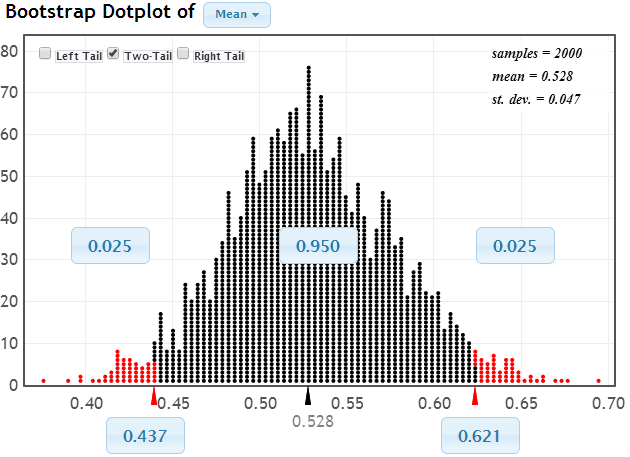 Bootstrap Dotplot of Mean
Left Tail Two-Tail Right Tail
samples = 2000
mean = 0.528
st. dev. = 0.047
80
70
60
50
40
30
20
10
0
0.025 0.950 0.025
0.40 0.45 0.50 0.55 0.60 0.65 0.70
0.528
0.437 0.621